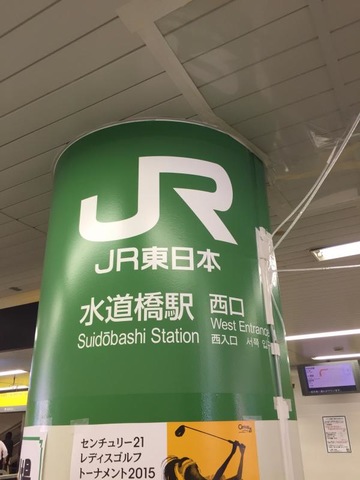 JR
JR東日本
水道橋駅 西口
Suidōbashi Station West Entrance
西入口 서쪽
センチュリー21
レディスゴルフ
トーナメント2015